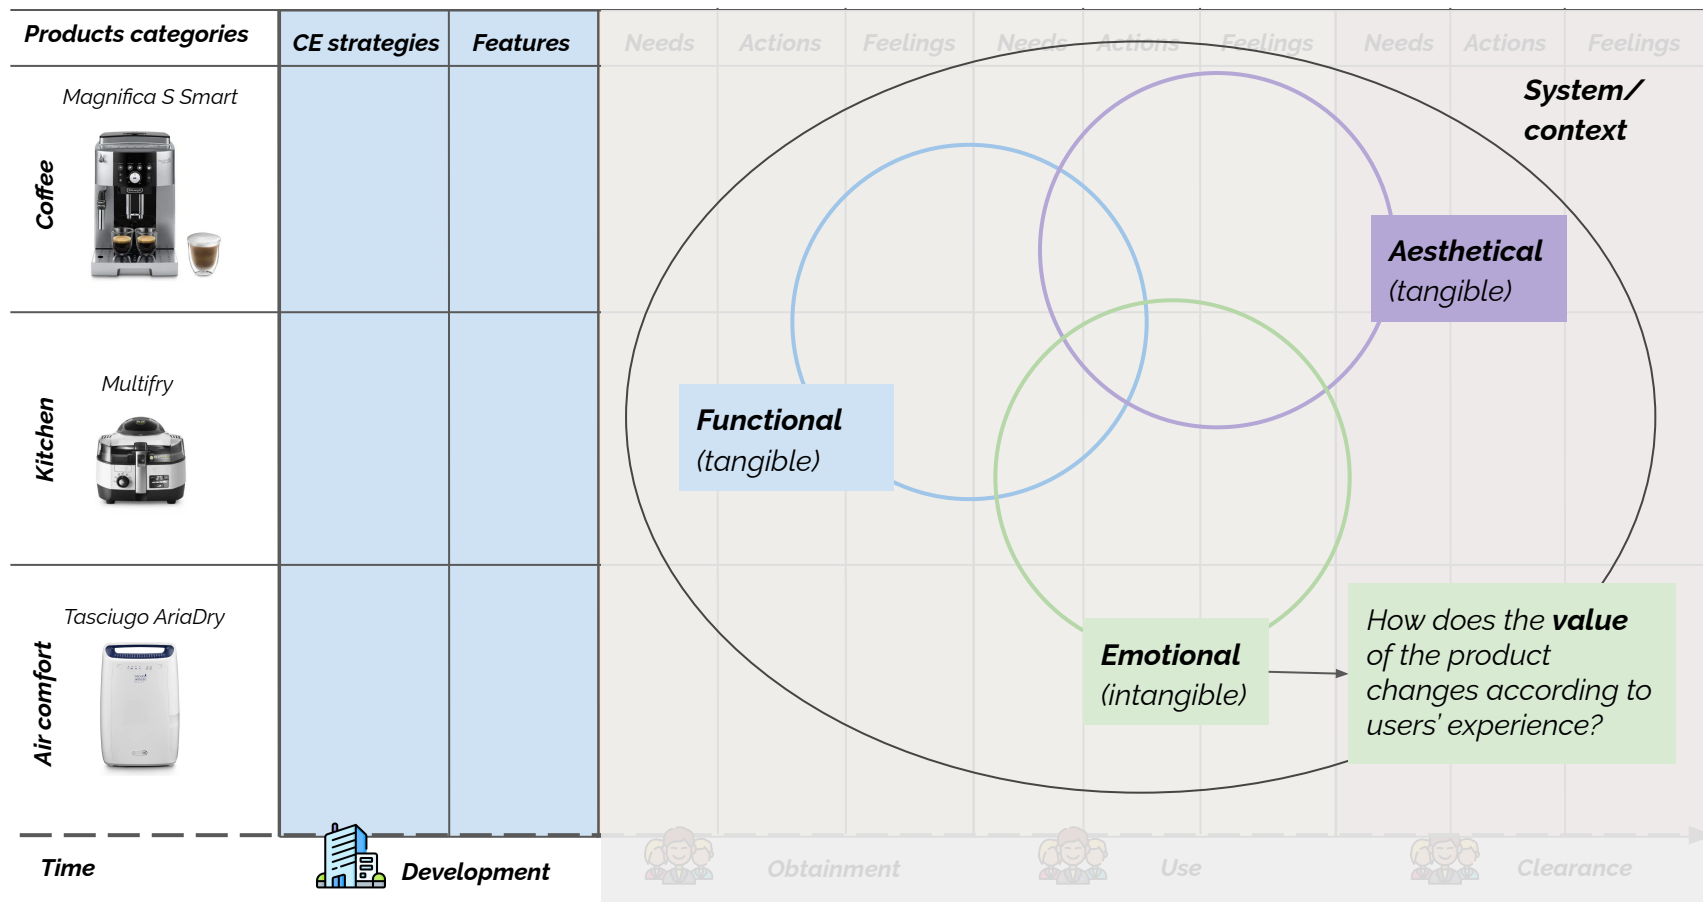 Products categories
CE strategies
Features
Needs
Actions
Feelings
Needs
Actions
Feelings
Needs
Actions
Feelings
Magnifica S Smart
Coffee
System/
context
Aesthetical
(tangible)
Multifry
Kitchen
Functional
(tangible)
Tasciugo AriaDry
Air comfort
Emotional
(intangible)
How does the value
of the product
changes according to
users’ experience?
Time
Development
Obtainment
Use
Clearance